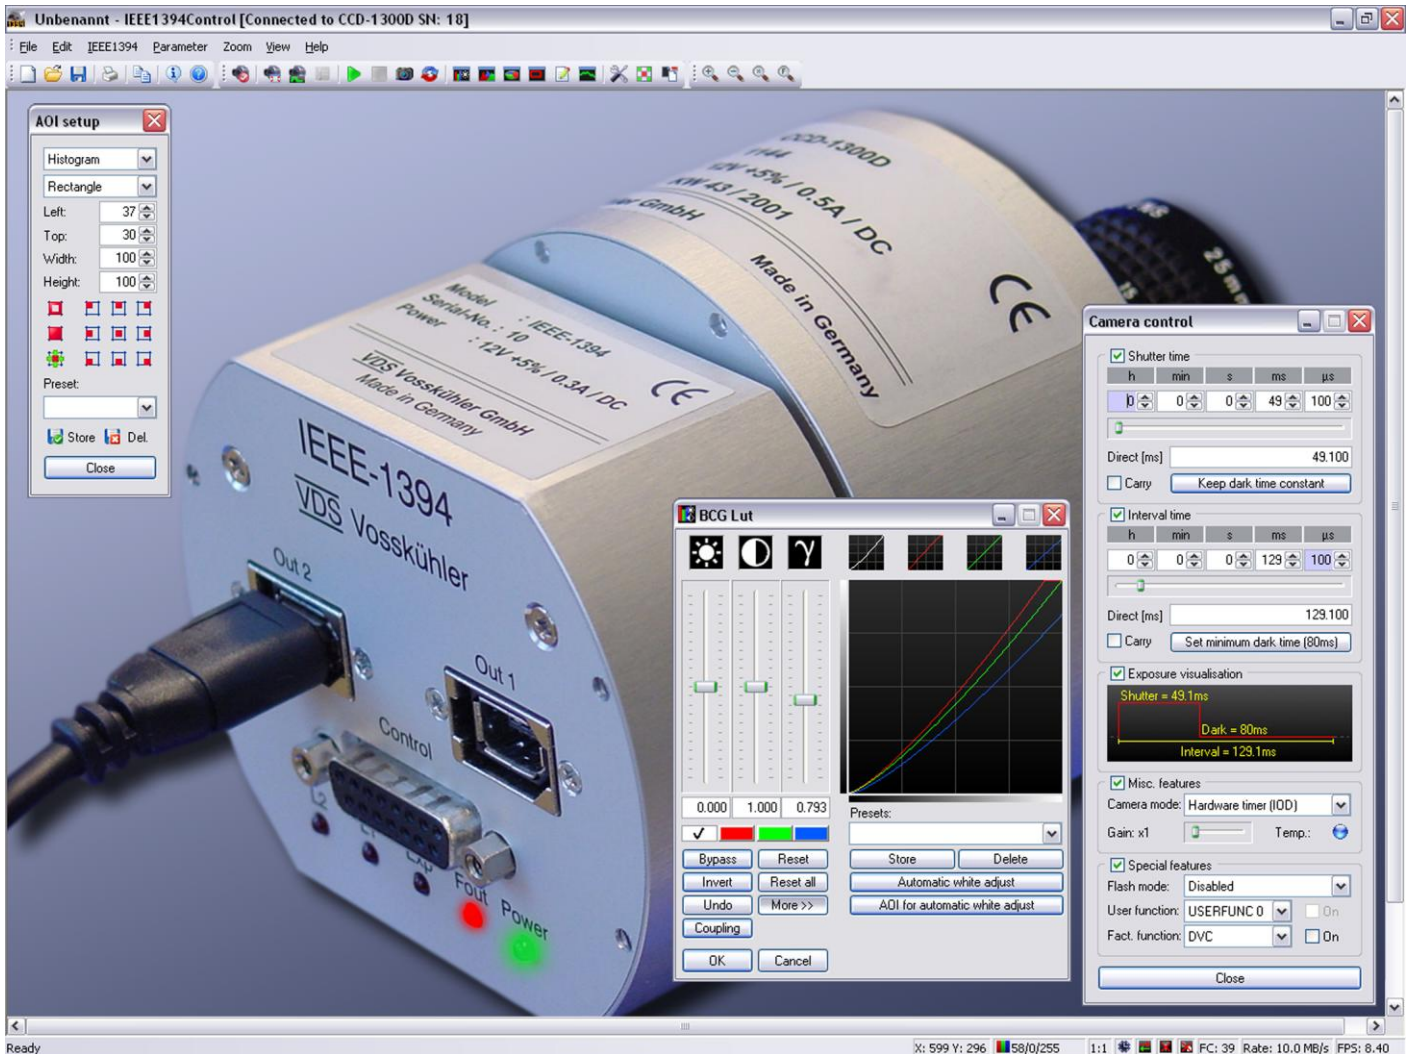 Unbenannt - IEEE1394Control [Connected to CCD-1300D SN: 18]
File Edit IEEE1394 Parameter Zoom View Help
AOI setup
Histogram
Rectangle
Left: 37
Top: 30
Width: 100
Height: 100
Preset:
Store Del.
Close
CCD-1300D
1144
12V +5% / 0.5A / DC
KW 43 / 2001
GmbH
Made in Germany
CE
25mm
Model : IEEE-1394
Serial-No. : 10
Power : 12V +5% / 0.3A / DC
VDS Vosskühler GmbH
Made in Germany
CE
IEEE-1394
VDS Vosskühler
Out 2
Out 1
Control
L2
L1
Exp
Fout
Power
BCG Lut
γ
0.000 1.000 0.793
Bypass Reset
Invert Reset all
Undo More >>
Coupling
OK Cancel
Presets:
Store Delete
Automatic white adjust
AOI for automatic white adjust
Camera control
Shutter time
h min s ms µs
0 0 0 49 100
Direct [ms] 49.100
Carry Keep dark time constant
Interval time
h min s ms µs
0 0 0 129 100
Direct [ms] 129.100
Carry Set minimum dark time (80ms)
Exposure visualisation
Shutter = 49.1ms
Dark = 80ms
Interval = 129.1ms
Misc. features
Camera mode: Hardware timer (IOD)
Gain: x1 Temp.:
Special features
Flash mode: Disabled
User function: USERFUNC 0 On
Fact. function: DVC On
Close
Ready X: 599 Y: 296 58/0/255 1:1 FC: 39 Rate: 10.0 MB/s FPS: 8.40